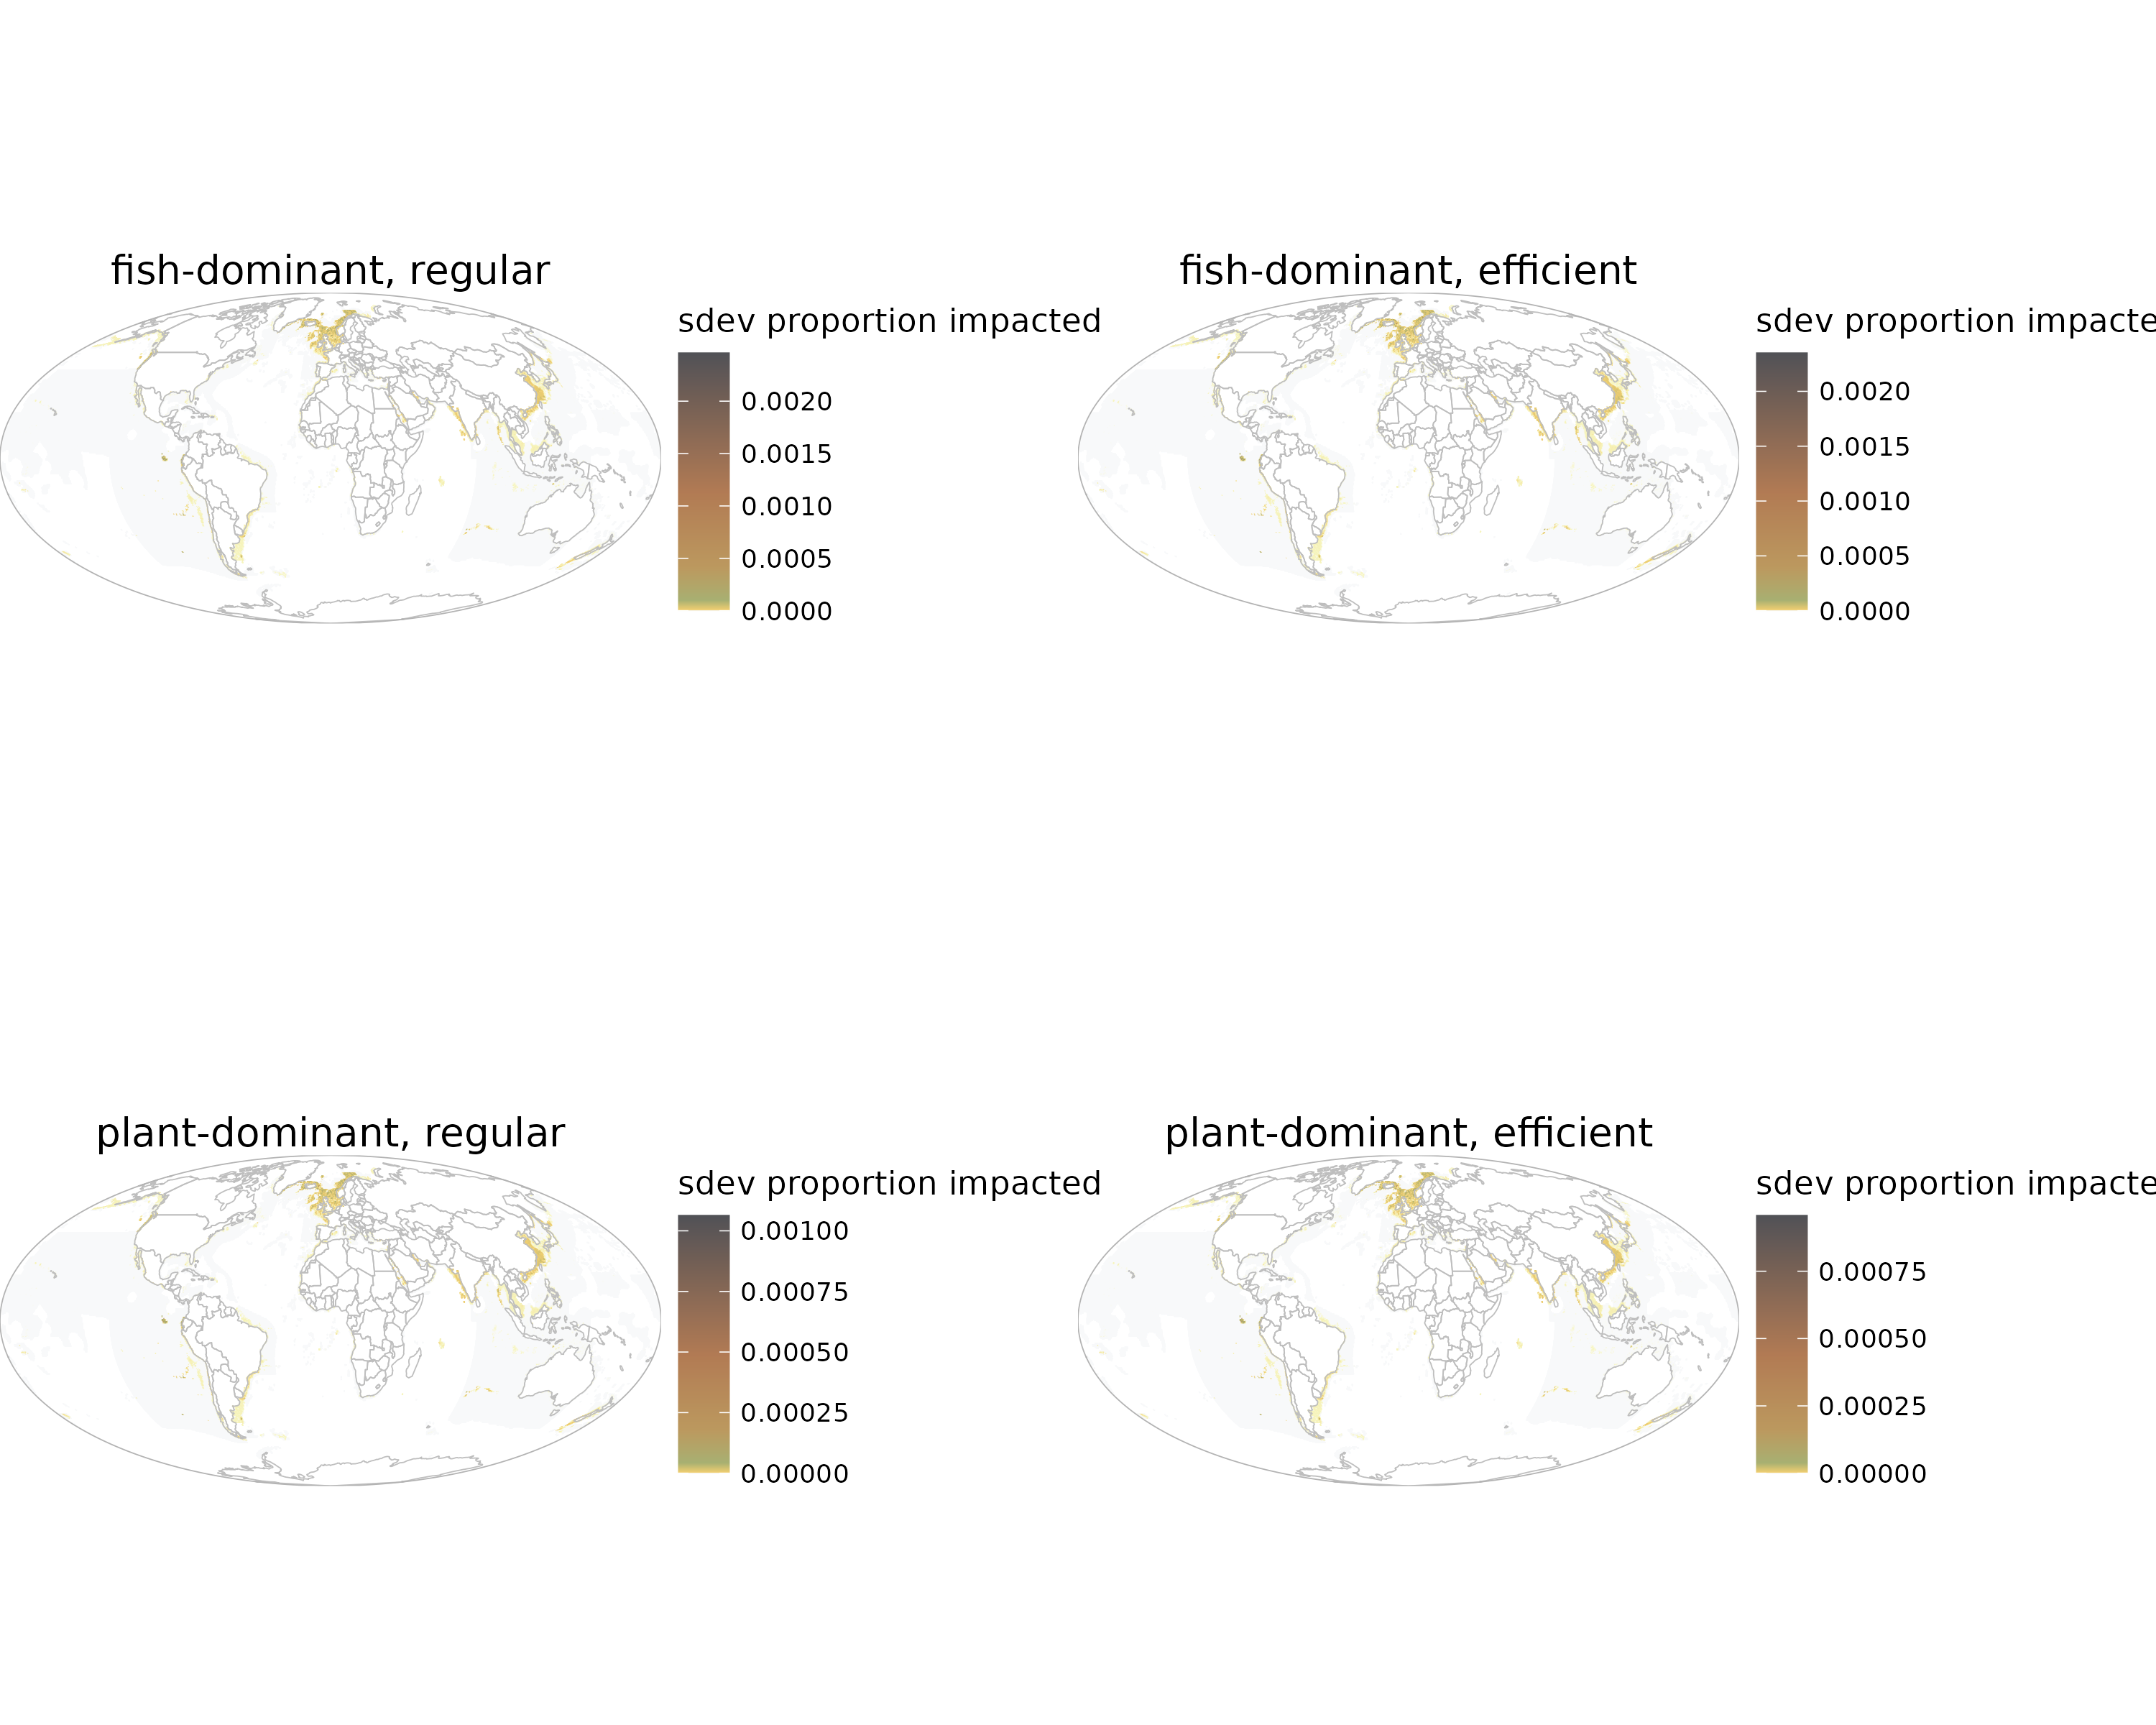 fish-dominant, regular
sdev proportion impacted
0.0020
0.0015
0.0010
0.0005
0.0000
fish-dominant, efficient
sdev proportion impacte
0.0020
0.0015
0.0010
0.0005
0.0000
plant-dominant, regular
sdev proportion impacted
0.00100
0.00075
0.00050
0.00025
0.00000
plant-dominant, efficient
sdev proportion impacte
0.00075
0.00050
0.00025
0.00000